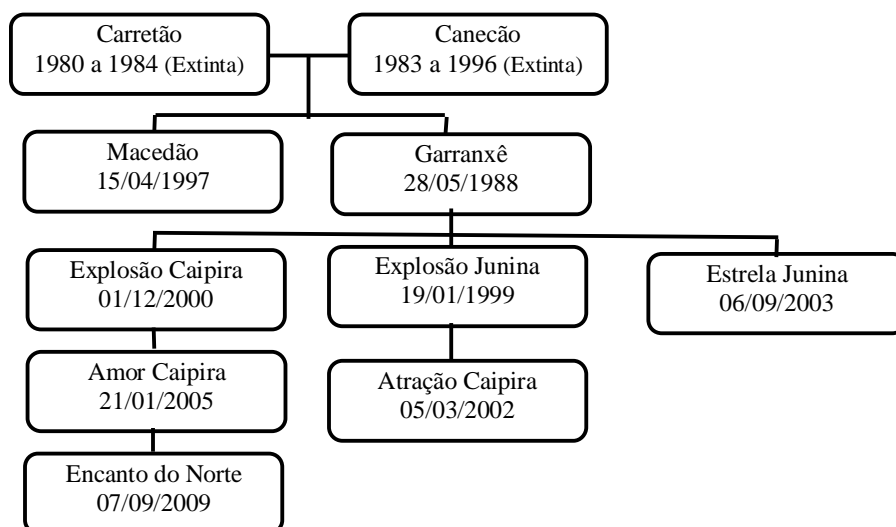 Carretão
1980 a 1984 (Extinta)
Canecão
1983 a 1996 (Extinta)
Macedão
15/04/1997
Garranxê
28/05/1988
Explosão Caipira
01/12/2000
Explosão Junina
19/01/1999
Estrela Junina
06/09/2003
Amor Caipira
21/01/2005
Atração Caipira
05/03/2002
Encanto do Norte
07/09/2009